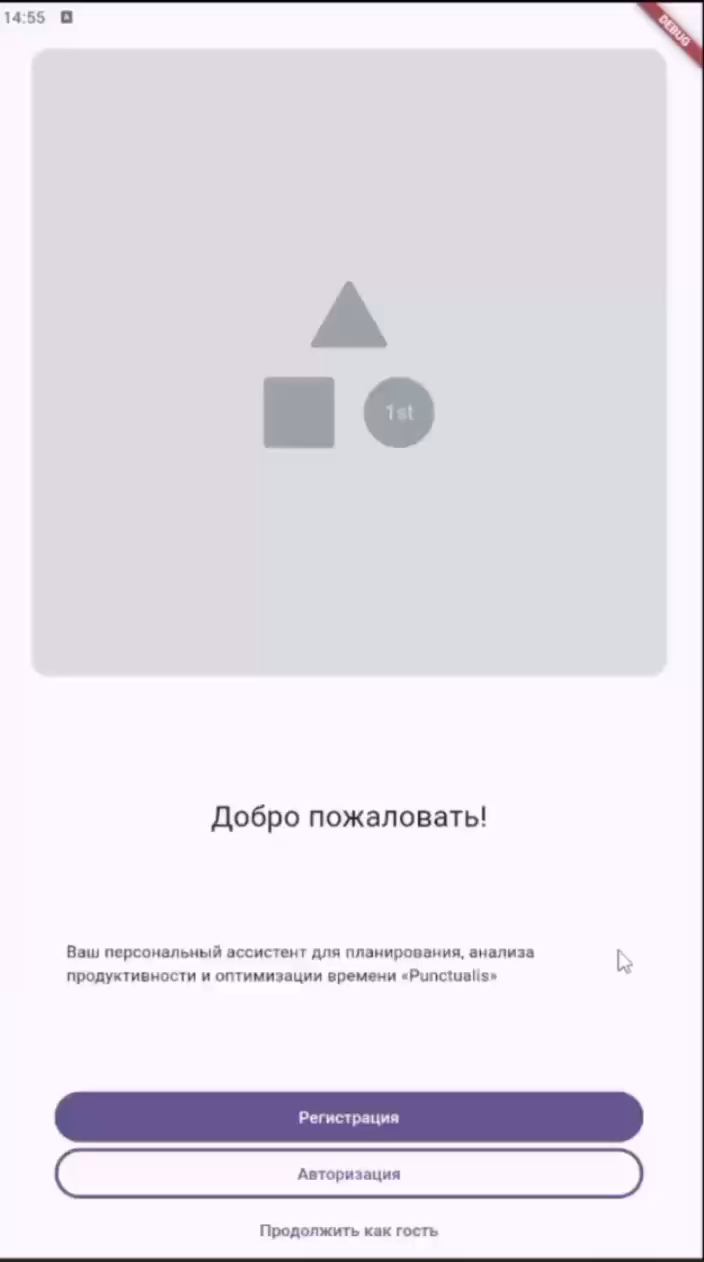 14:55
DEBUG
1st
Добро пожаловать!
Ваш персональный ассистент для планирования, анализа
продуктивности и оптимизации времени «Punctualis»
Регистрация
Авторизация
Продолжить как гость